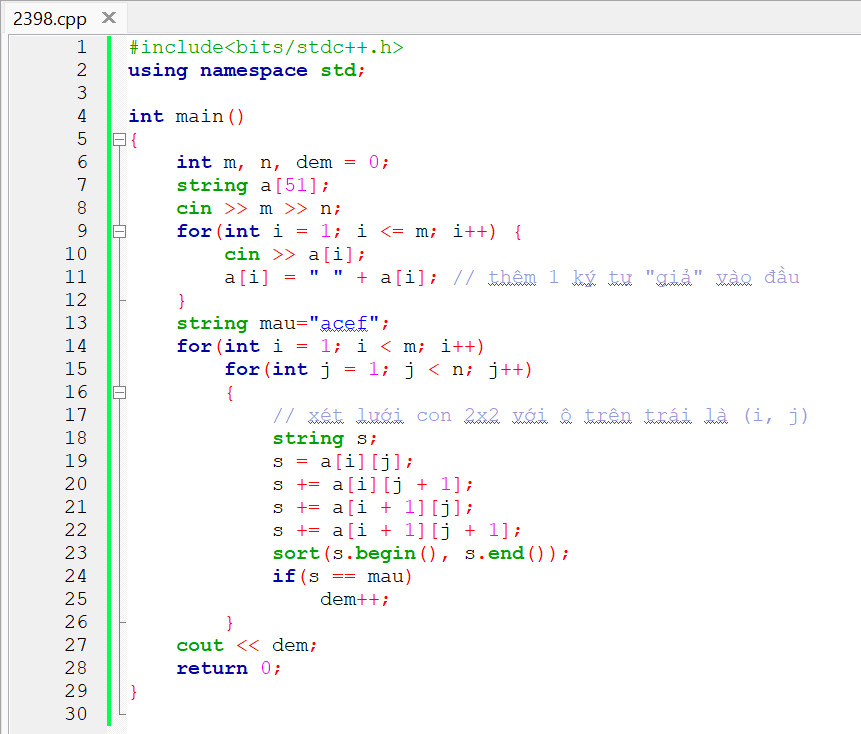 2398.cpp
1 #include<bits/stdc++.h>
2 using namespace std;
3
4 int main()
5 {
6     int m, n, dem = 0;
7     string a[51];
8     cin >> m >> n;
9     for(int i = 1; i <= m; i++) {
10         cin >> a[i];
11         a[i] = " " + a[i]; // thêm 1 ký tự "giả" vào đầu
12     }
13     string mau="acef";
14     for(int i = 1; i < m; i++)
15         for(int j = 1; j < n; j++)
16         {
17             // xét lưới con 2x2 với ô trên trái là (i, j)
18             string s;
19             s = a[i][j];
20             s += a[i][j + 1];
21             s += a[i + 1][j];
22             s += a[i + 1][j + 1];
23             sort(s.begin(), s.end());
24             if(s == mau)
25                 dem++;
26         }
27     cout << dem;
28     return 0;
29 }
30